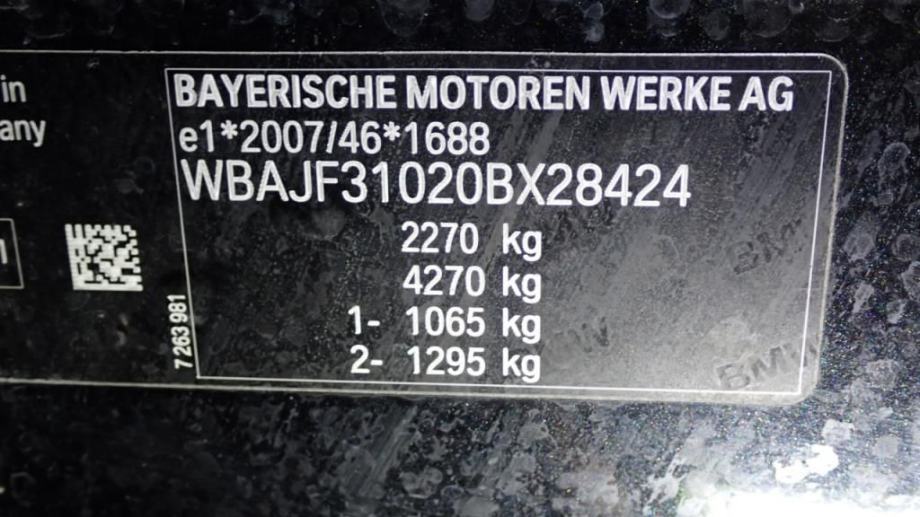 in
any
BAYERISCHE MOTOREN WERKE AG
e1*2007/46*1688
WBAJF31020BX28424
2270 kg
4270 kg
1- 1065 kg
2- 1295 kg
7 263 981
BMW